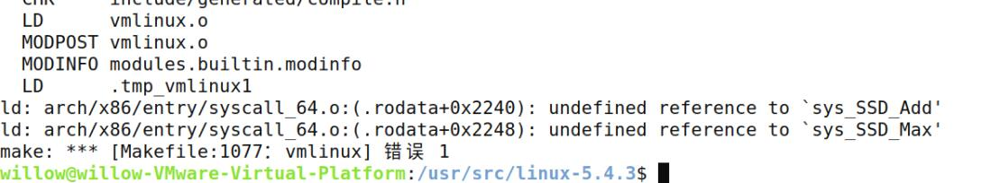 CHK     include/generated/compile.h
LD      vmlinux.o
MODPOST vmlinux.o
MODINFO modules.builtin.modinfo
LD      .tmp_vmlinux1
ld: arch/x86/entry/syscall_64.o:(.rodata+0x2240): undefined reference to `sys_SSD_Add'
ld: arch/x86/entry/syscall_64.o:(.rodata+0x2248): undefined reference to `sys_SSD_Max'
make: *** [Makefile:1077：vmlinux] 错误 1
willow@willow-VMware-Virtual-Platform:/usr/src/linux-5.4.3$